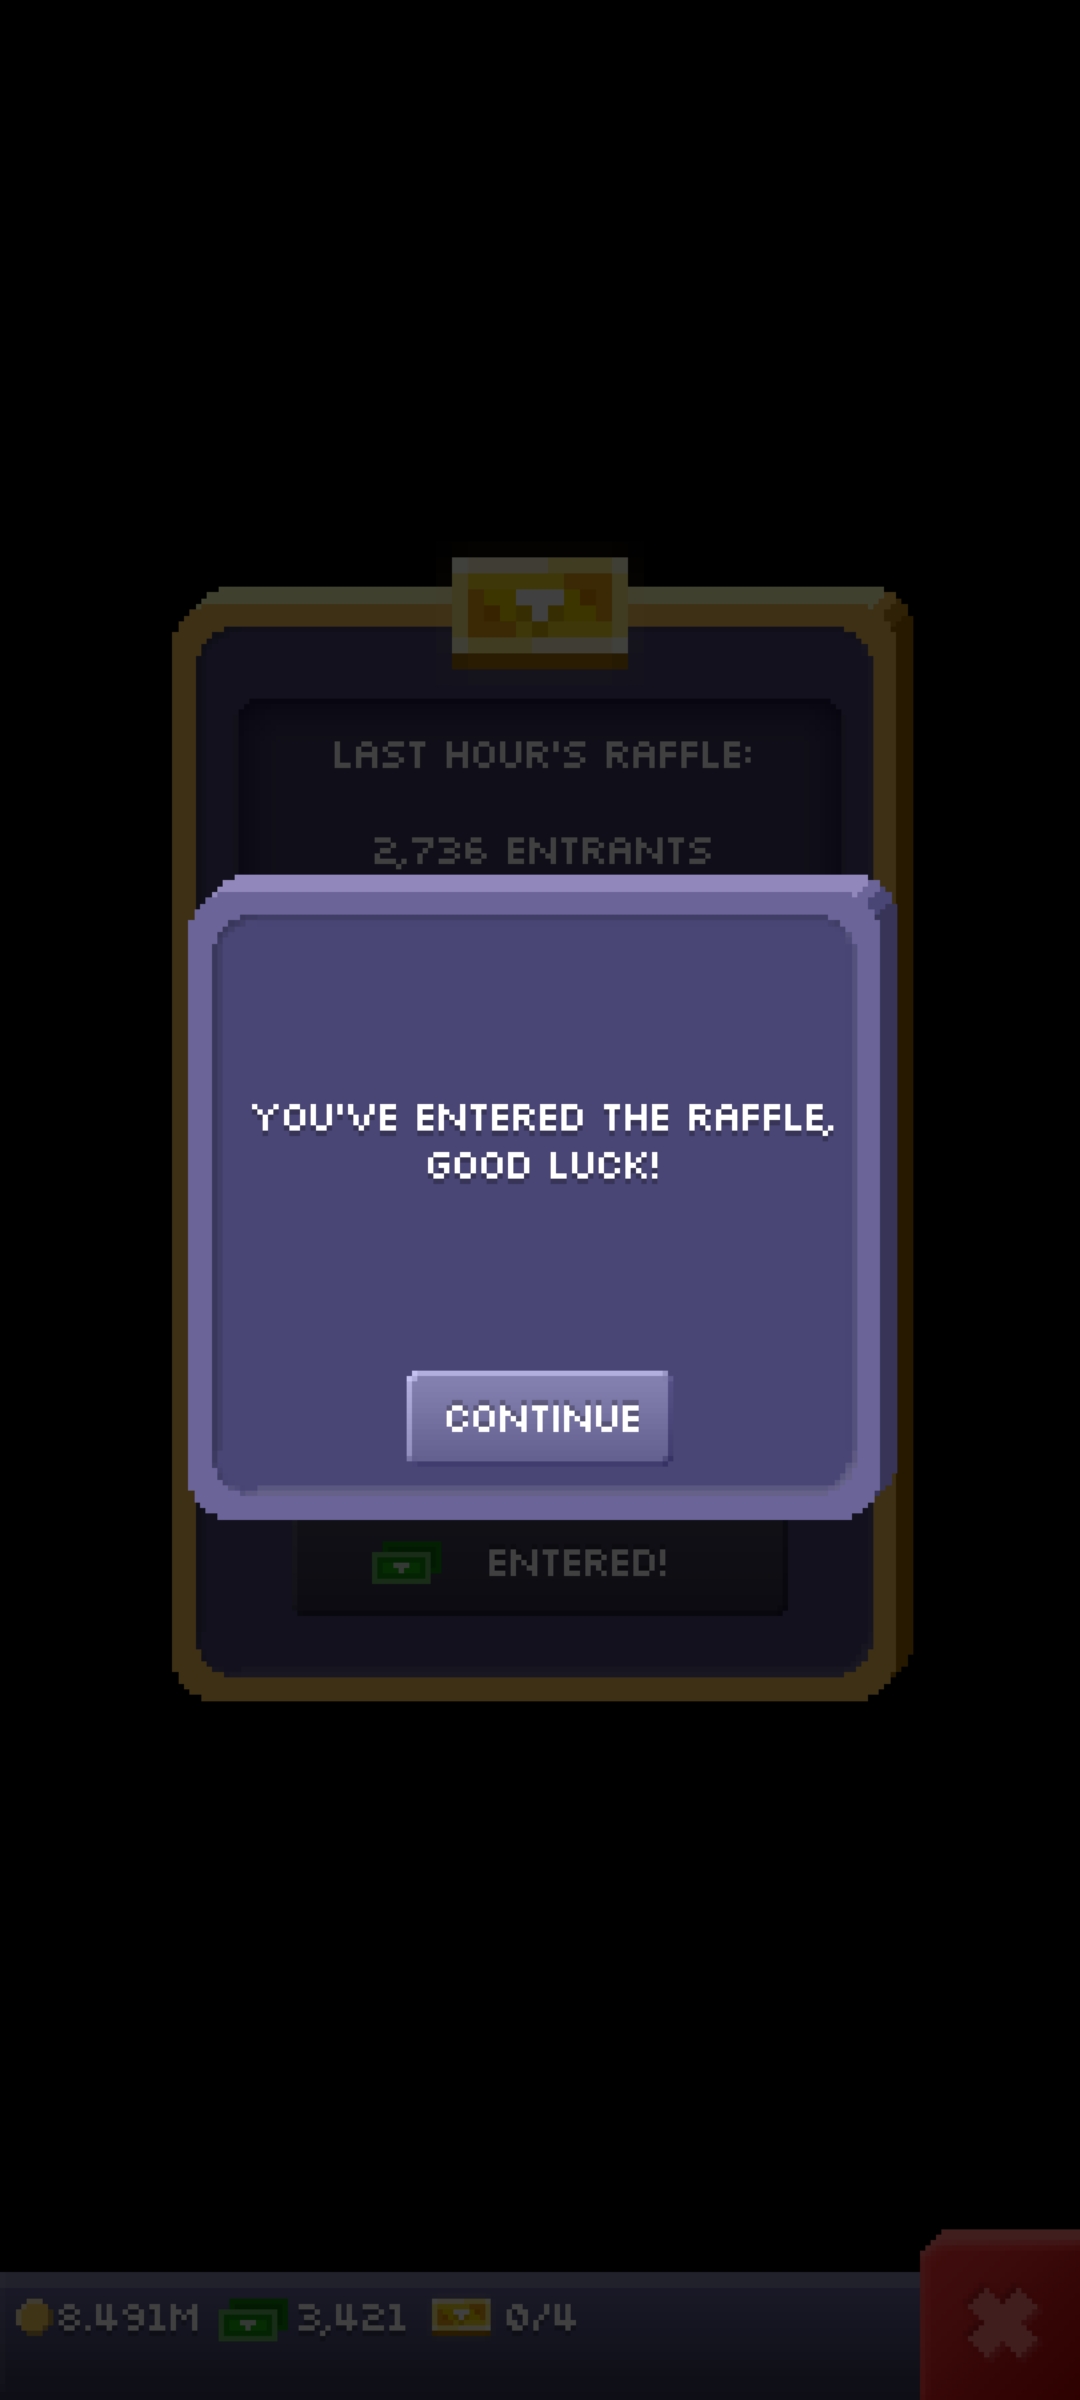 LAST HOUR'S RAFFLE:
2,736 ENTRANTS
YOU'VE ENTERED THE RAFFLE,
GOOD LUCK!
CONTINUE
ENTERED!
8.491M 3,421 0/4